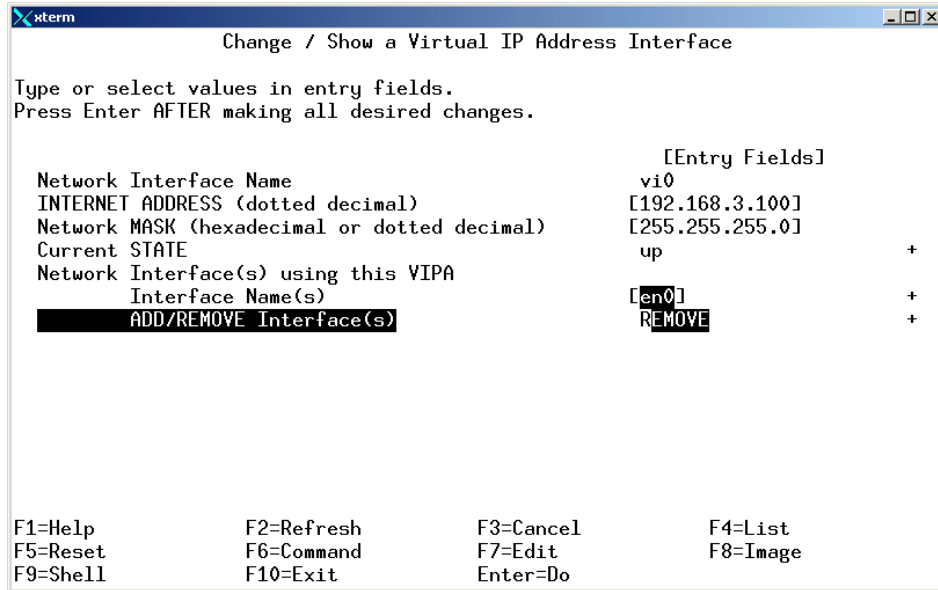 xterm
Change / Show a Virtual IP Address Interface
Type or select values in entry fields.
Press Enter AFTER making all desired changes.
[Entry Fields]
Network Interface Name vi0
INTERNET ADDRESS (dotted decimal) [192.168.3.100]
Network MASK (hexadecimal or dotted decimal) [255.255.255.0]
Current STATE up +
Network Interface(s) using this VIPA
Interface Name(s) [en0] +
ADD/REMOVE Interface(s) REMOVE +
F1=Help F2=Refresh F3=Cancel F4=List
F5=Reset F6=Command F7=Edit F8=Image
F9=Shell F10=Exit Enter=Do